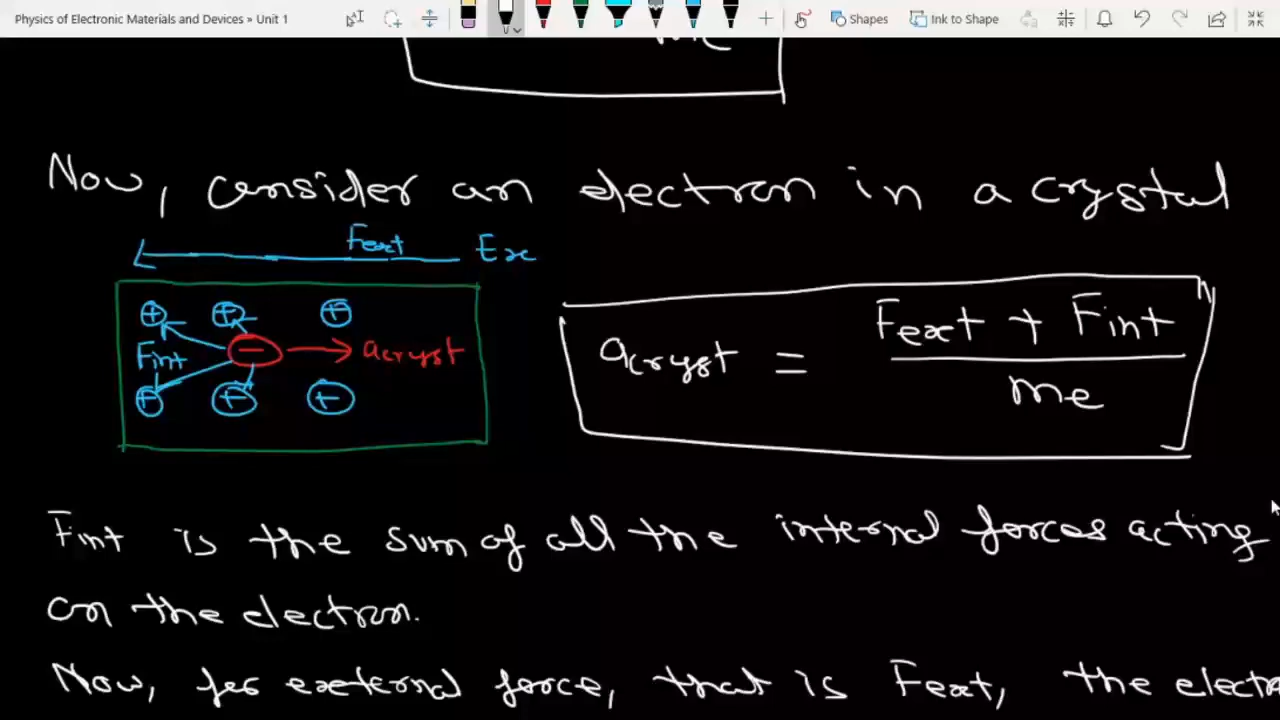 Physics of Electronic Materials and Devices » Unit 1
Shapes
Ink to Shape
me
Now, consider an electron in a crystal
Fext Ex
+ + +
Fint − acryst
+ + +
acryst = Fext + Fint
me
Fint is the sum of all the internal forces acting
on the electron.
Now, for external force, that is Fext, the electr